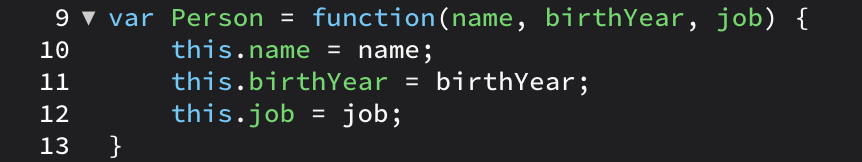 9 ▼ var Person = function(name, birthYear, job) {
10 this.name = name;
11 this.birthYear = birthYear;
12 this.job = job;
13 }